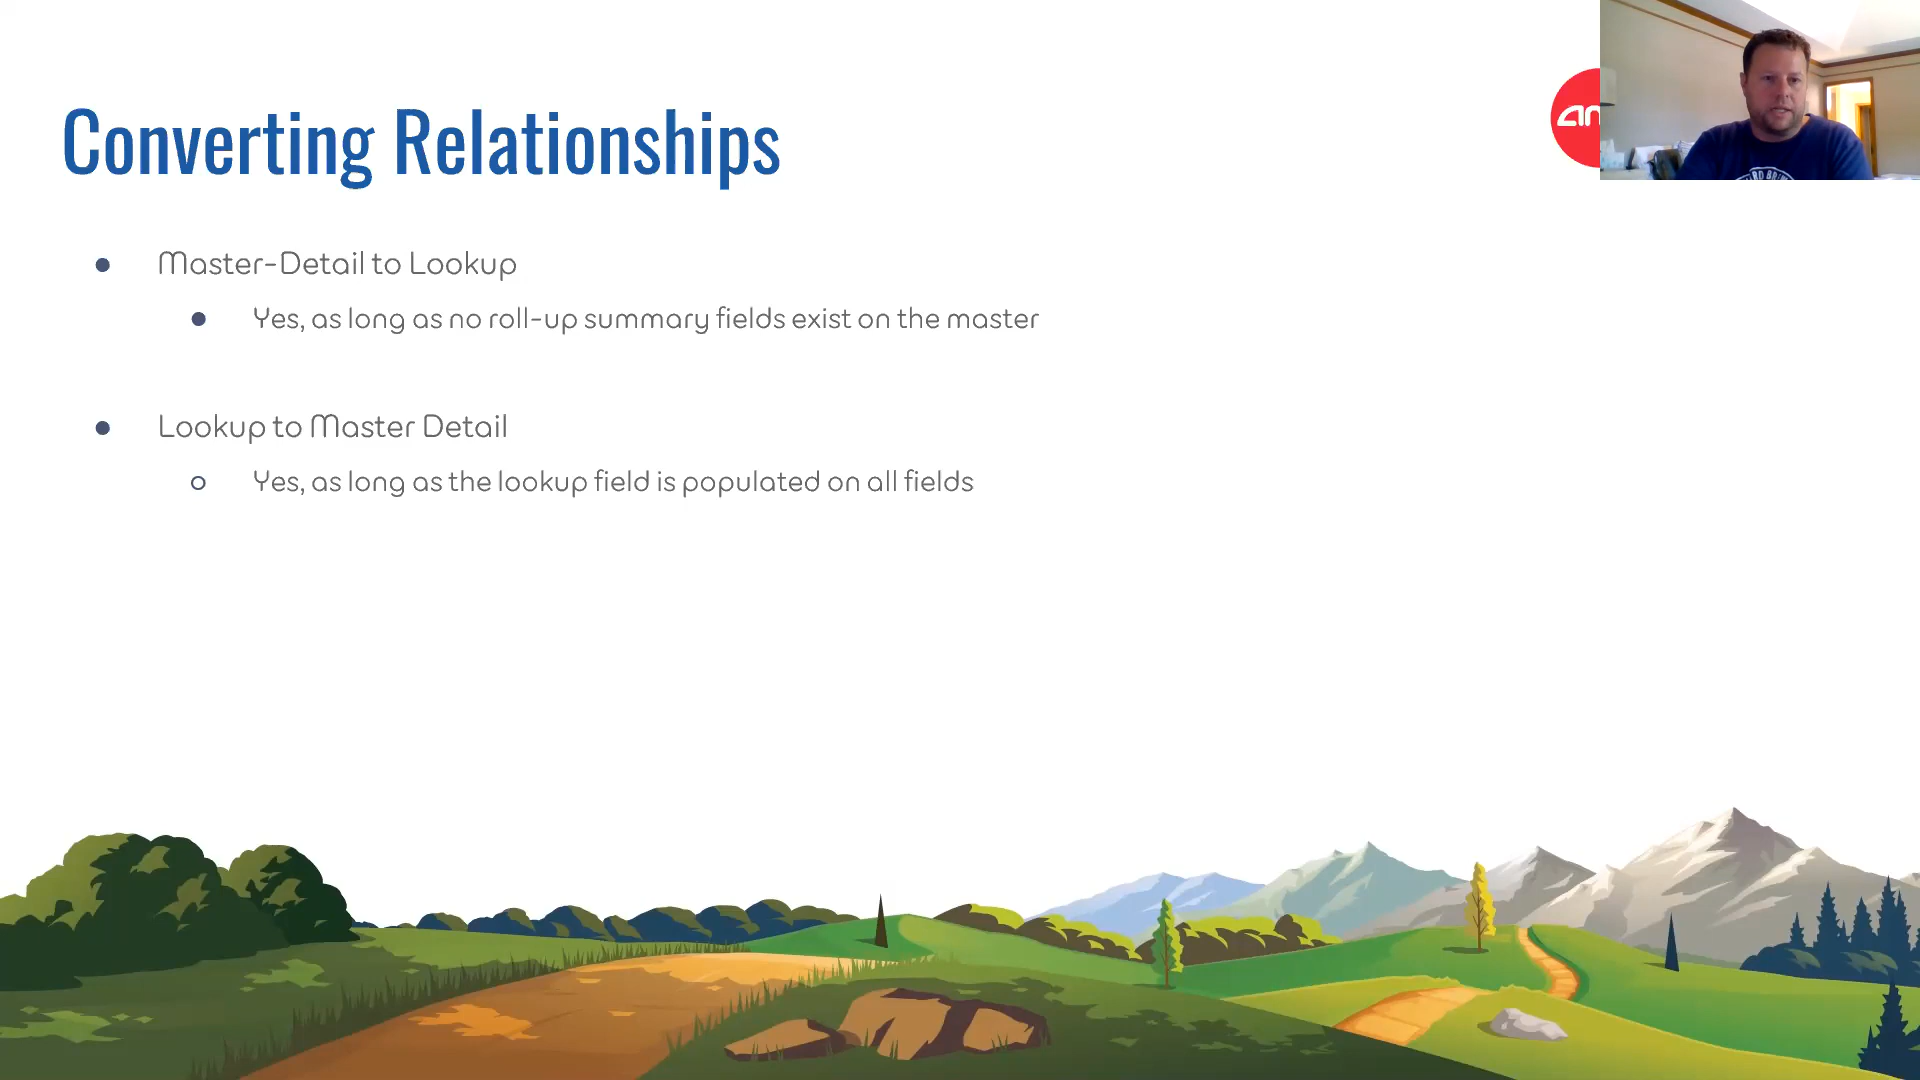 Converting Relationships
Master-Detail to Lookup
Yes, as long as no roll-up summary fields exist on the master
Lookup to Master Detail
Yes, as long as the lookup field is populated on all fields